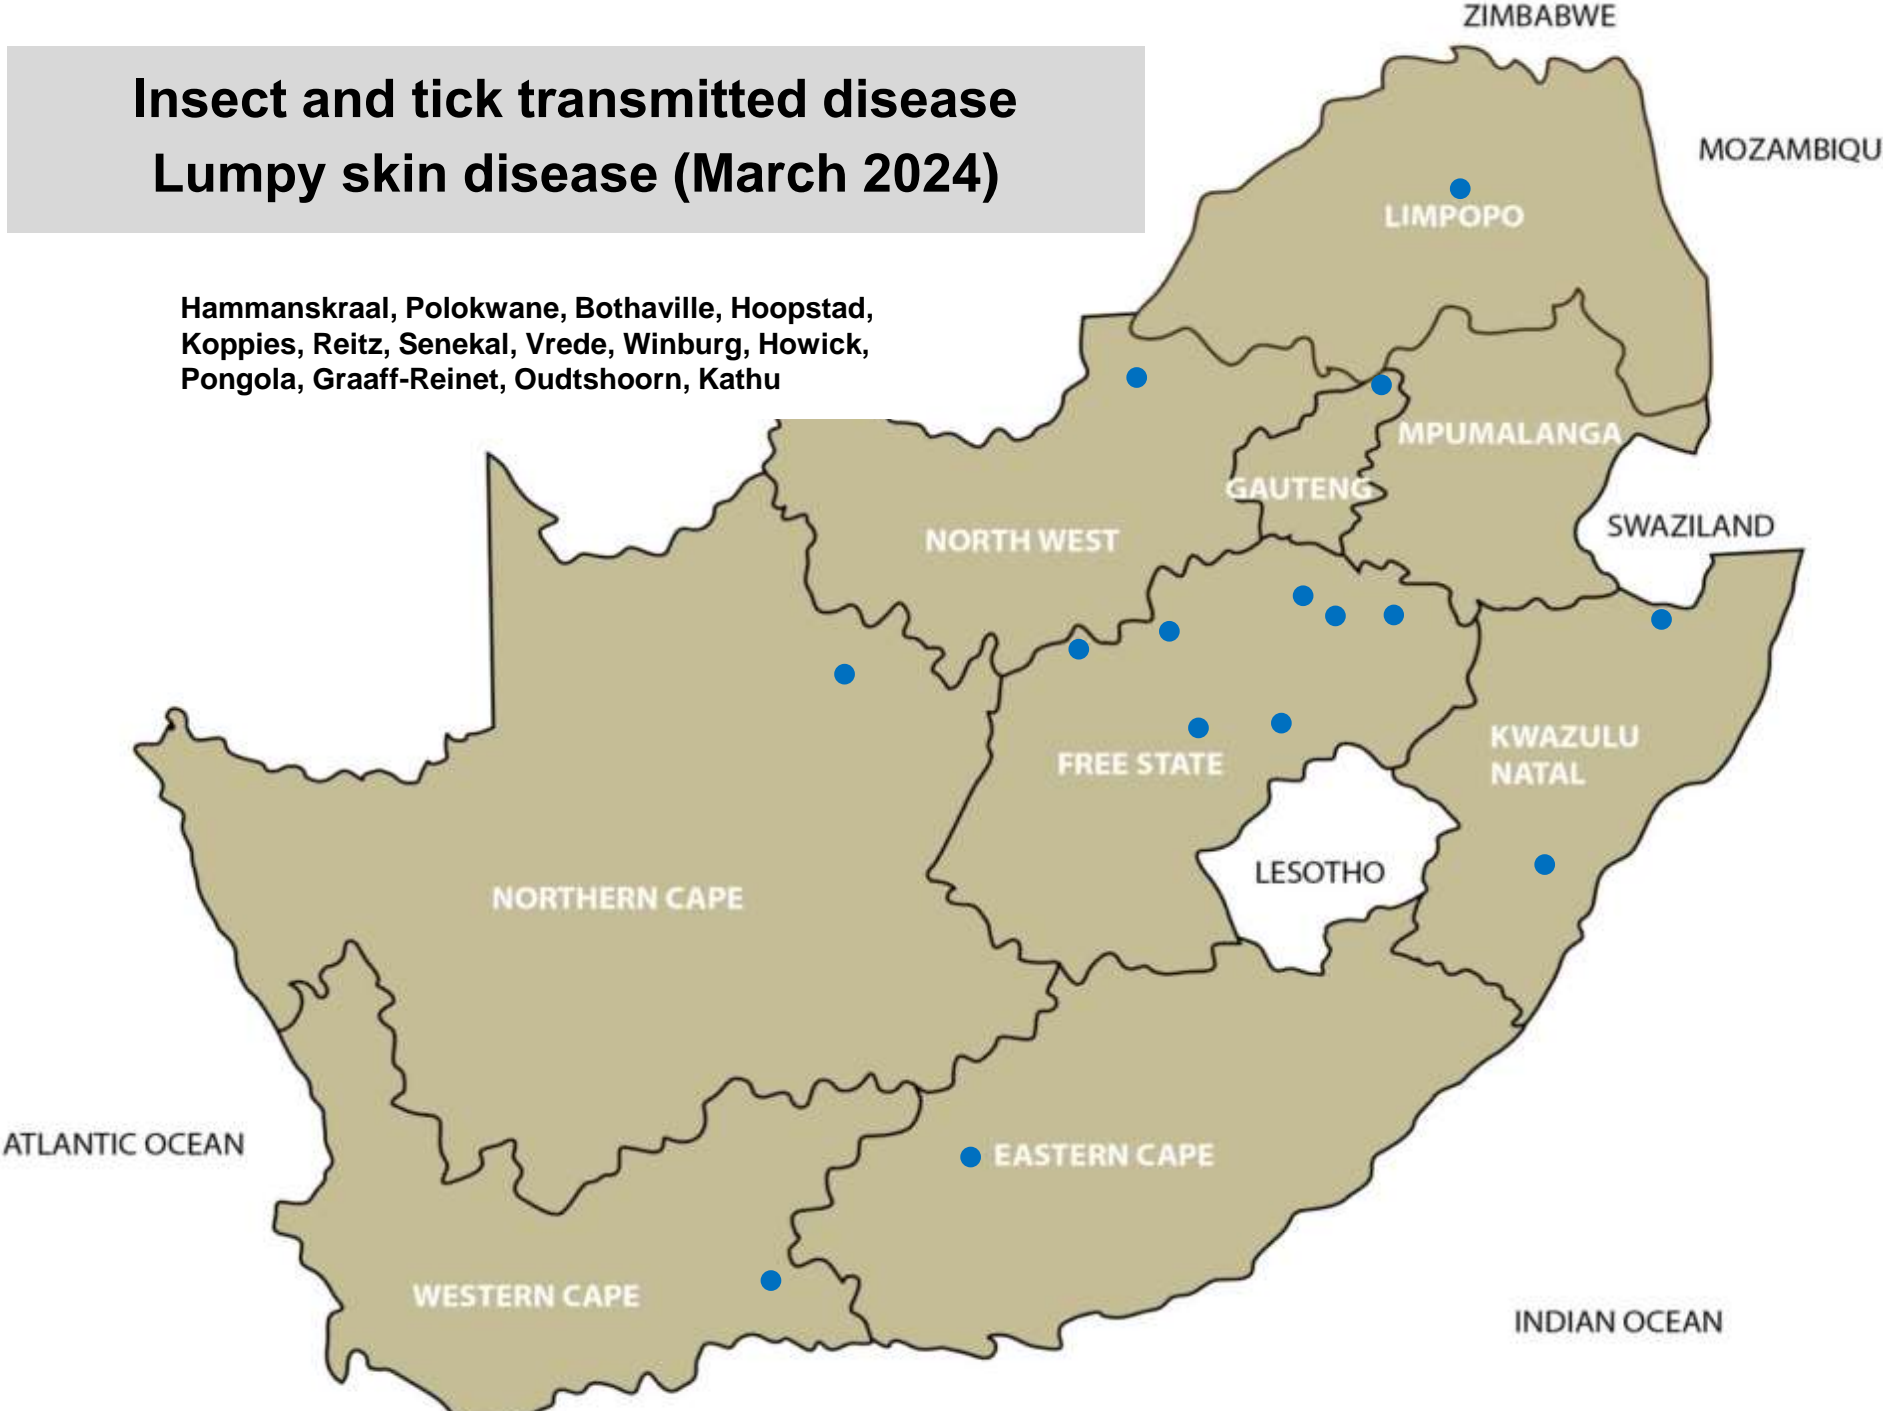 ZIMBABWE
Insect and tick transmitted disease
Lumpy skin disease (March 2024)
MOZAMBIQU
LIMPOPO
Hammanskraal, Polokwane, Bothaville, Hoopstad,
Koppies, Reitz, Senekal, Vrede, Winburg, Howick,
Pongola, Graaff-Reinet, Oudtshoorn, Kathu
MPUMALANGA
GAUTENG
SWAZILAND
NORTH WEST
KWAZULU
NATAL
FREE STATE
LESOTHO
NORTHERN CAPE
ATLANTIC OCEAN
EASTERN CAPE
WESTERN CAPE
INDIAN OCEAN